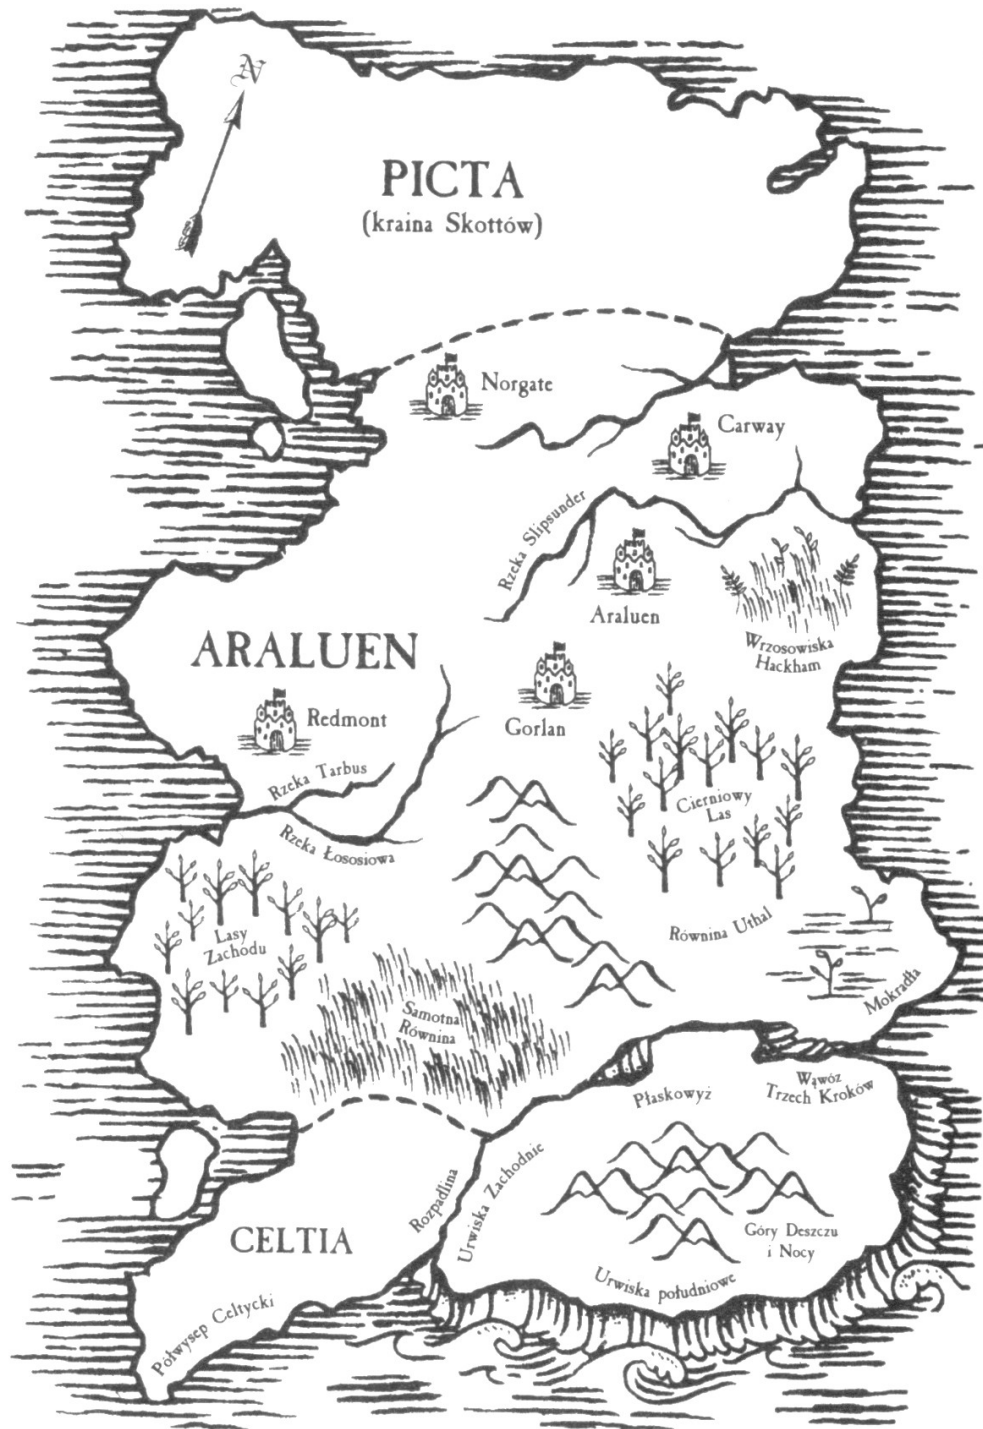 N
PICTA
(kraina Skottów)
Norgate
Carway
Rzeka Slipsunder
Araluen
Wrzosowiska
Hackham
ARALUEN
Redmont
Gorlan
Rzeka Tarbus
Rzeka Łososiowa
Cierniowy
Las
Lasy
Zachodu
Równina Uthal
Mokradła
Samotna
Równina
Płaskowyż
Wąwóz
Trzech Kroków
Rozpadlina
Urwiska Zachodnie
CELTIA
Góry Deszczu
i Nocy
Urwiska południowe
Półwysep Celtycki